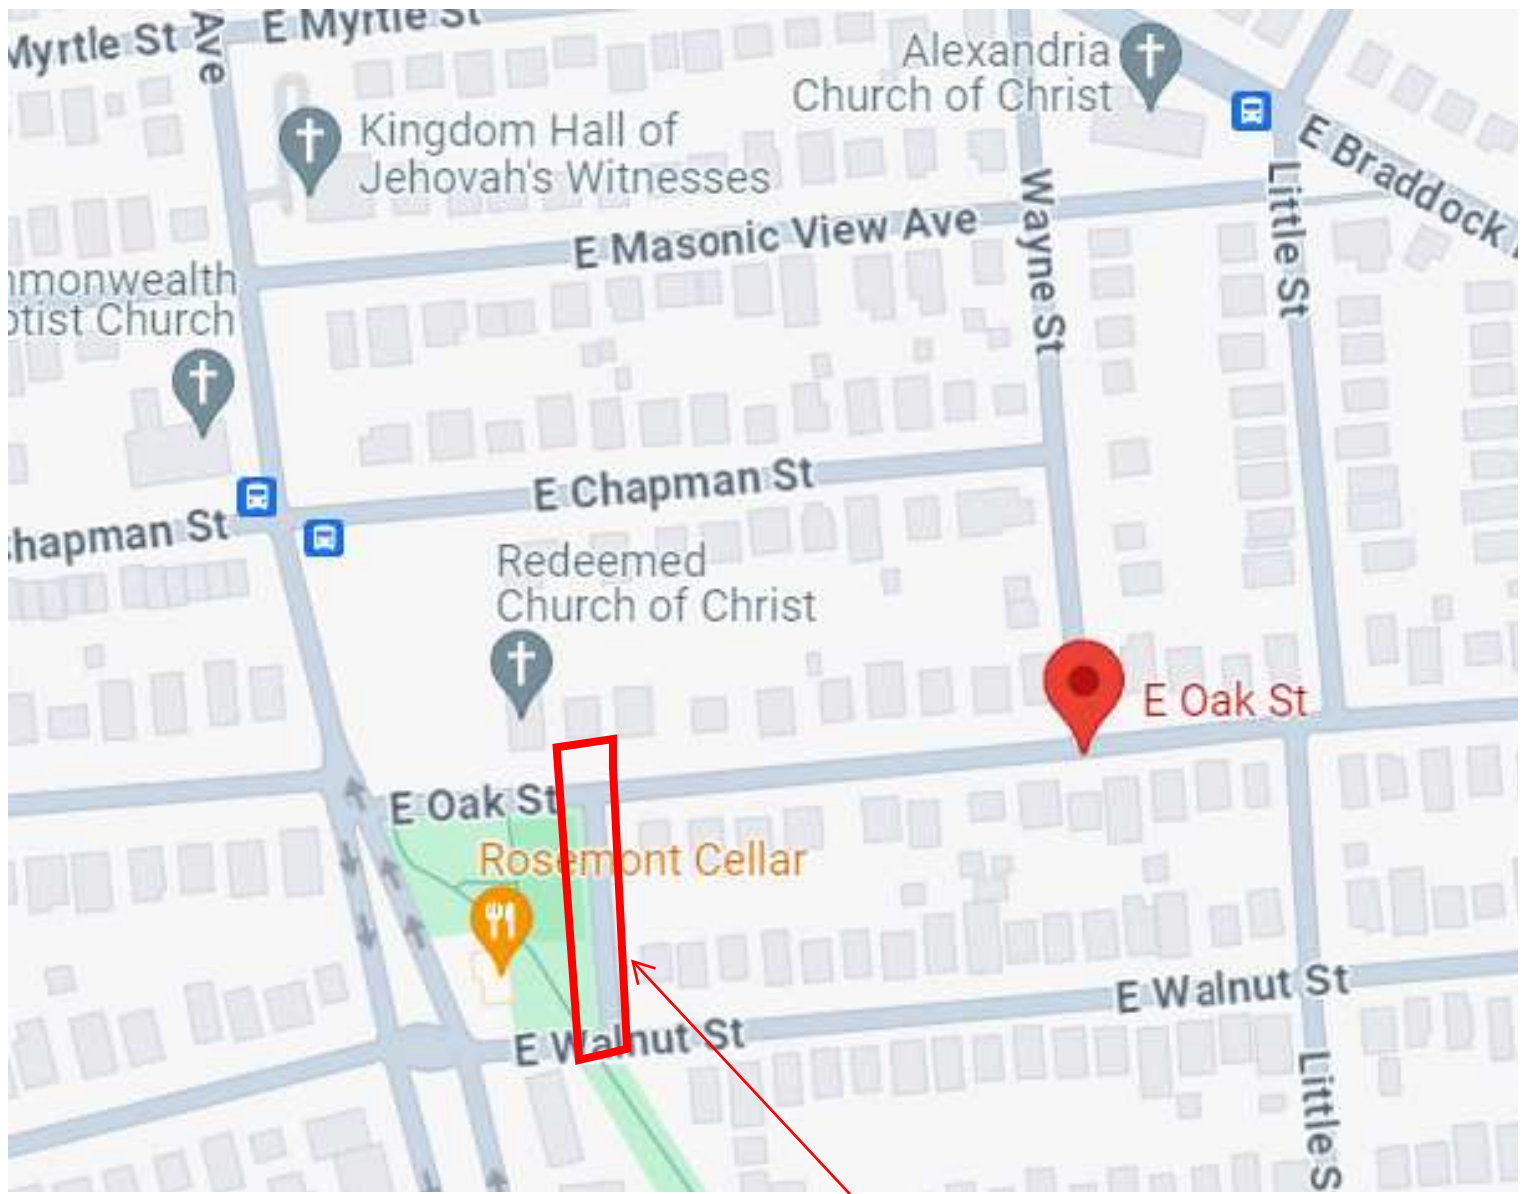 Myrtle St
E Myrtle St
Ave
Alexandria
Church of Christ
Kingdom Hall of
Jehovah's Witnesses
E Braddock
Wayne St
Little St
E Masonic View Ave
mmonwealth
ptist Church
E Chapman St
hapman St
Redeemed
Church of Christ
E Oak St
E Oak St
Rosemont Cellar
E Walnut St
E Walnut St
Little S